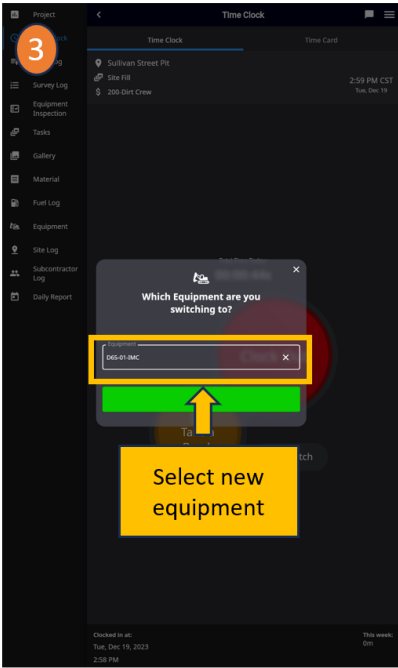 Project
Time Clock
3
Time Clock
Time Card
Survey Log
Equipment
Inspection
Tasks
Gallery
Material
Fuel Log
Equipment
Site Log
Subcontractor
Log
Daily Report
Sullivan Street Pit
Site Fill
200-Dirt Crew
2:59 PM CST
Tue, Dec 19
Which Equipment are you
switching to?
Equipment
D65-01-IMC
Clock
Select new
equipment
Clocked in at:
Tue, Dec 19, 2023
2:58 PM
This week:
0m